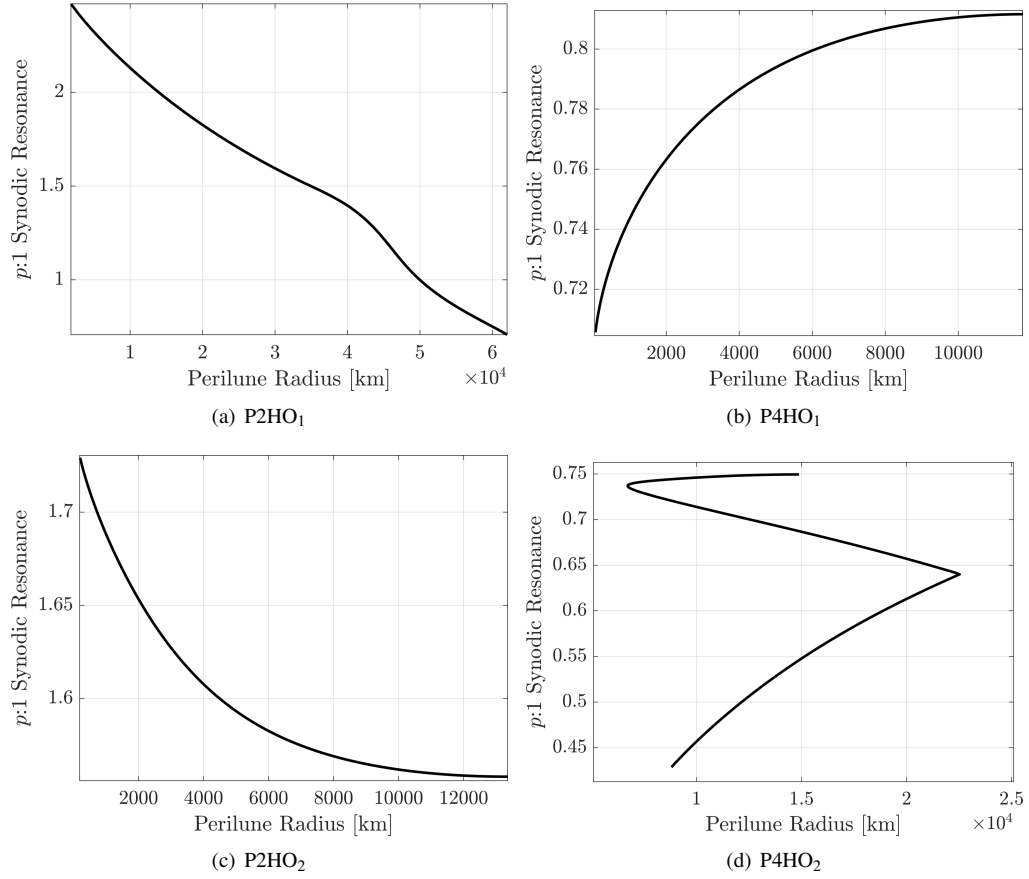 2
1.5
1
p:1 Synodic Resonance
1 2 3 4 5 6
×10⁴
Perilune Radius [km]
(a) P2HO₁
0.8
0.78
0.76
0.74
0.72
p:1 Synodic Resonance
2000 4000 6000 8000 10000
Perilune Radius [km]
(b) P4HO₁
1.7
1.65
1.6
p:1 Synodic Resonance
2000 4000 6000 8000 10000 12000
Perilune Radius [km]
(c) P2HO₂
0.75
0.7
0.65
0.6
0.55
0.5
0.45
p:1 Synodic Resonance
1 1.5 2 2.5
×10⁴
Perilune Radius [km]
(d) P4HO₂